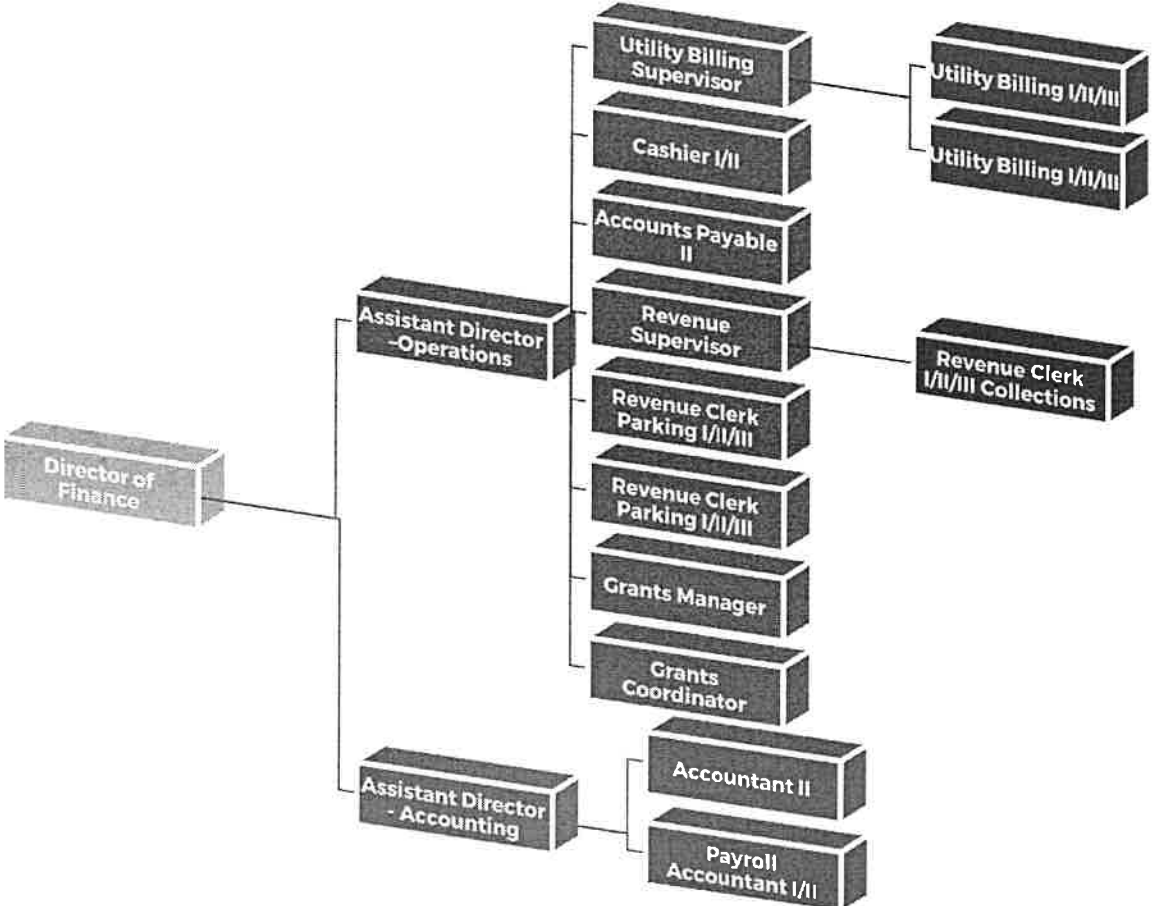 Director of
Finance
Assistant Director
-Operations
Utility Billing
Supervisor
Utility Billing I/II/III
Utility Billing I/II/III
Cashier I/II
Accounts Payable
II
Revenue
Supervisor
Revenue Clerk
I/II/III Collections
Revenue Clerk
Parking I/II/III
Revenue Clerk
Parking I/II/III
Grants Manager
Grants
Coordinator
Assistant Director
- Accounting
Accountant II
Payroll
Accountant I/II